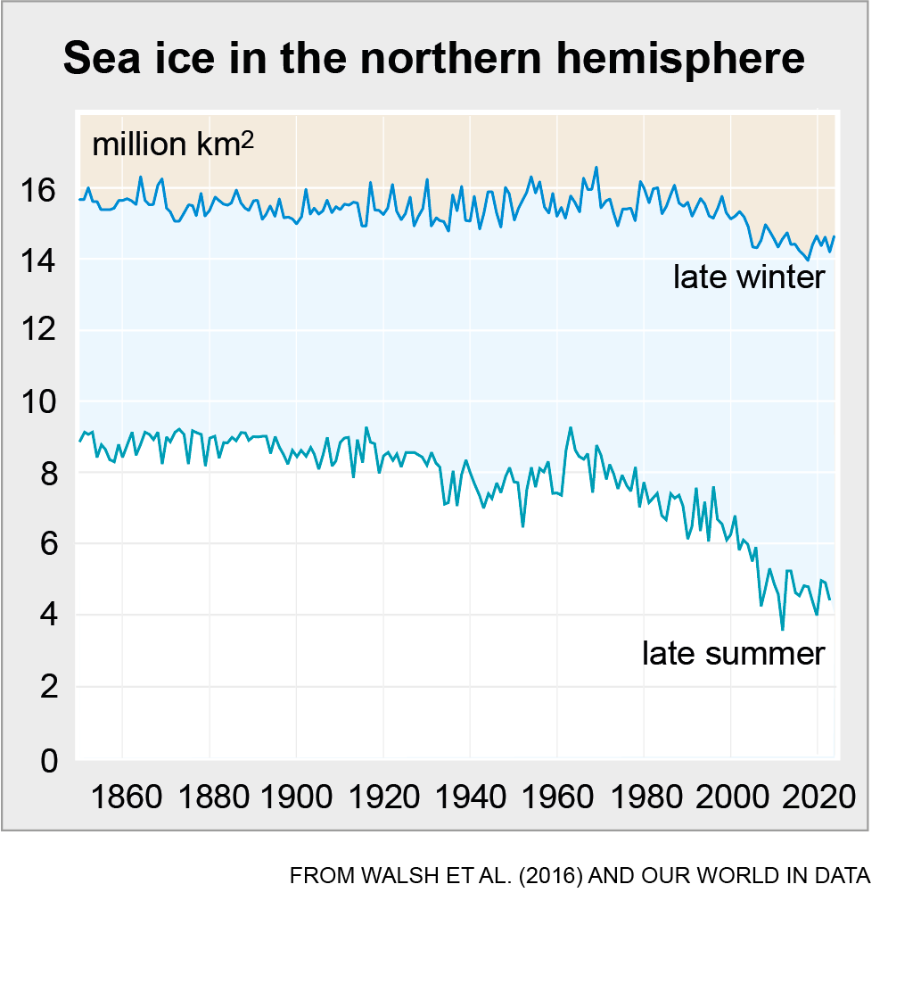 Sea ice in the northern hemisphere
million km²
16
14
late winter
12
10
8
6
4
late summer
2
0
1860 1880 1900 1920 1940 1960 1980 2000 2020
FROM WALSH ET AL. (2016) AND OUR WORLD IN DATA